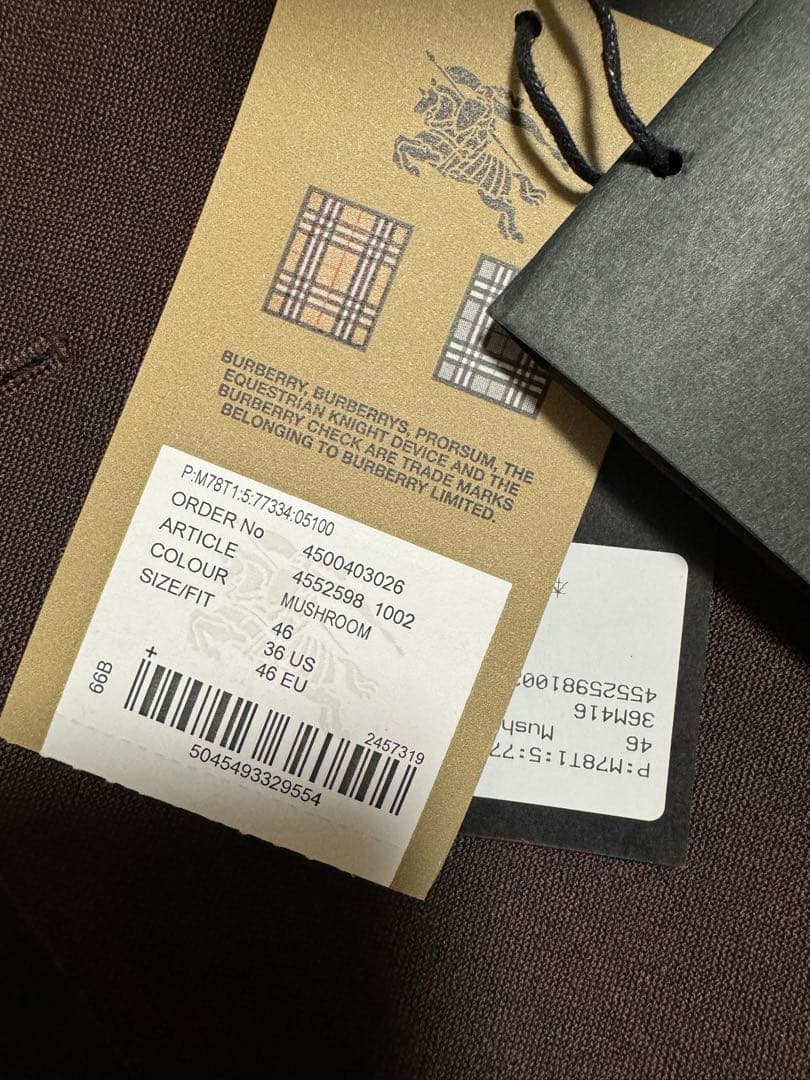 BURBERRY, BURBERRYS, PRORSUM, THE
EQUESTRIAN KNIGHT DEVICE AND THE
BURBERRY CHECK ARE TRADE MARKS
BELONGING TO BURBERRY LIMITED.
P:M78T1:5:77334:05100
ORDER No 4500403026
ARTICLE 4552598 1002
COLOUR MUSHROOM
SIZE/FIT 46
36 US
46 EU
66B
2457319
5045493329554
P:M78T1:5:77
46 Mush
36M416
4552598100